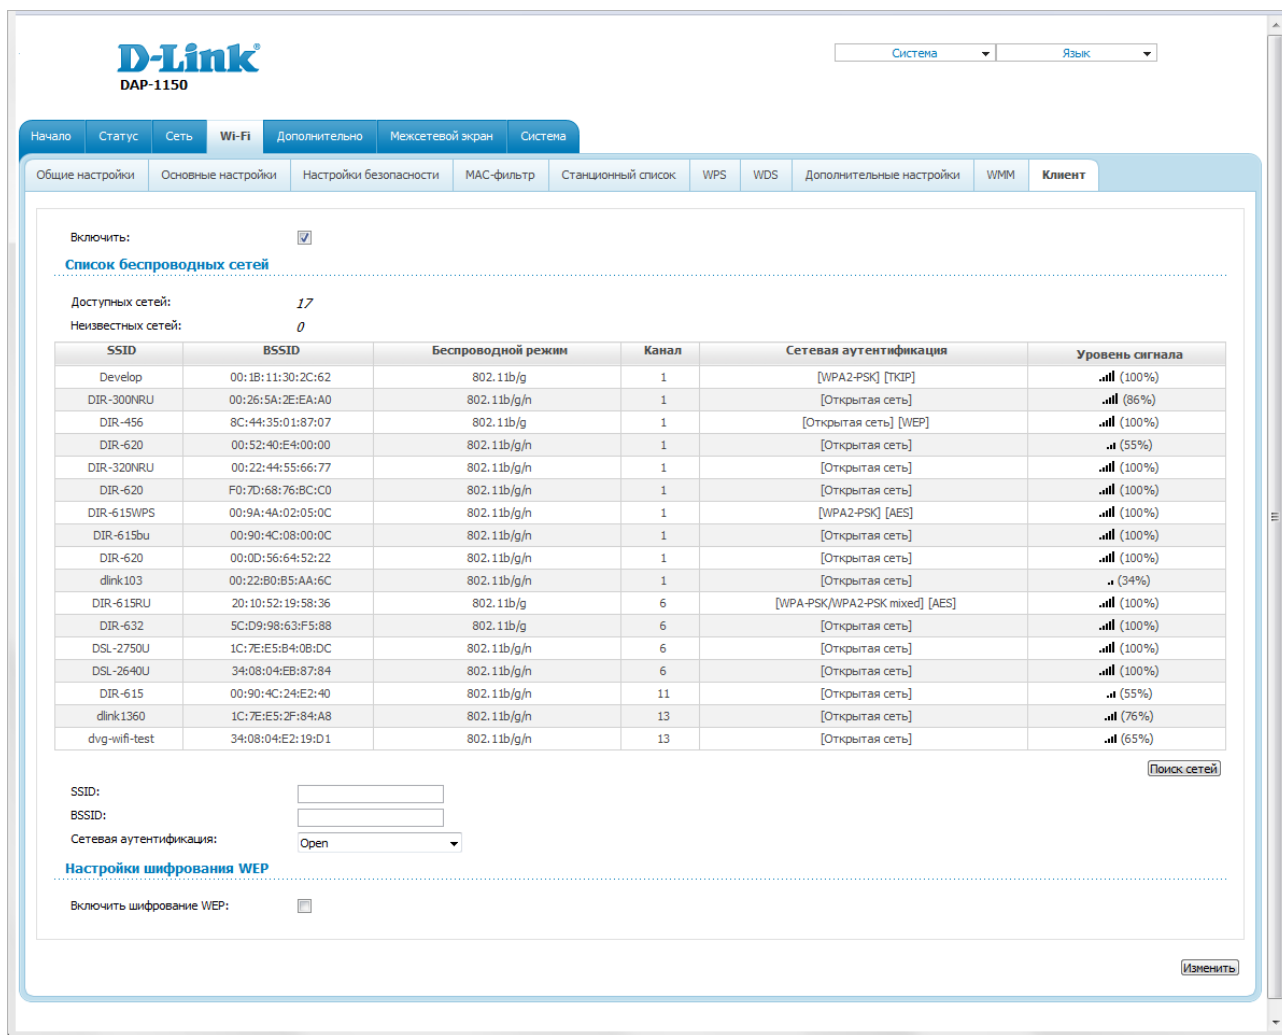 D-Link®
DAP-1150
Система Язык
Начало Статус Сеть Wi-Fi Дополнительно Межсетевой экран Система
Общие настройки Основные настройки Настройки безопасности MAC-фильтр Станционный список WPS WDS Дополнительные настройки WMM Клиент
Включить:
Список беспроводных сетей
Доступных сетей: 17
Неизвестных сетей: 0
SSID BSSID Беспроводной режим Канал Сетевая аутентификация Уровень сигнала
Develop 00:1B:11:30:2C:62 802.11b/g 1 [WPA2-PSK] [TKIP] (100%)
DIR-300NRU 00:26:5A:2E:EA:A0 802.11b/g/n 1 [Открытая сеть] (86%)
DIR-456 8C:44:35:01:87:07 802.11b/g 1 [Открытая сеть] [WEP] (100%)
DIR-620 00:52:40:E4:00:00 802.11b/g/n 1 [Открытая сеть] (55%)
DIR-320NRU 00:22:44:55:66:77 802.11b/g/n 1 [Открытая сеть] (100%)
DIR-620 F0:7D:68:76:BC:C0 802.11b/g/n 1 [Открытая сеть] (100%)
DIR-615WPS 00:9A:4A:02:05:0C 802.11b/g/n 1 [WPA2-PSK] [AES] (100%)
DIR-615bu 00:90:4C:08:00:0C 802.11b/g/n 1 [Открытая сеть] (100%)
DIR-620 00:0D:56:64:52:22 802.11b/g/n 1 [Открытая сеть] (100%)
dlink103 00:22:B0:B5:AA:6C 802.11b/g/n 1 [Открытая сеть] (34%)
DIR-615RU 20:10:52:19:58:36 802.11b/g 6 [WPA-PSK/WPA2-PSK mixed] [AES] (100%)
DIR-632 5C:D9:98:63:F5:88 802.11b/g 6 [Открытая сеть] (100%)
DSL-2750U 1C:7E:E5:B4:0B:DC 802.11b/g/n 6 [Открытая сеть] (100%)
DSL-2640U 34:08:04:EB:87:84 802.11b/g/n 6 [Открытая сеть] (100%)
DIR-615 00:90:4C:24:E2:40 802.11b/g/n 11 [Открытая сеть] (55%)
dlink1360 1C:7E:E5:2F:84:A8 802.11b/g/n 13 [Открытая сеть] (76%)
dvg-wifi-test 34:08:04:E2:19:D1 802.11b/g/n 13 [Открытая сеть] (65%)
Поиск сетей
SSID:
BSSID:
Сетевая аутентификация: Open
Настройки шифрования WEP
Включить шифрование WEP:
Изменить